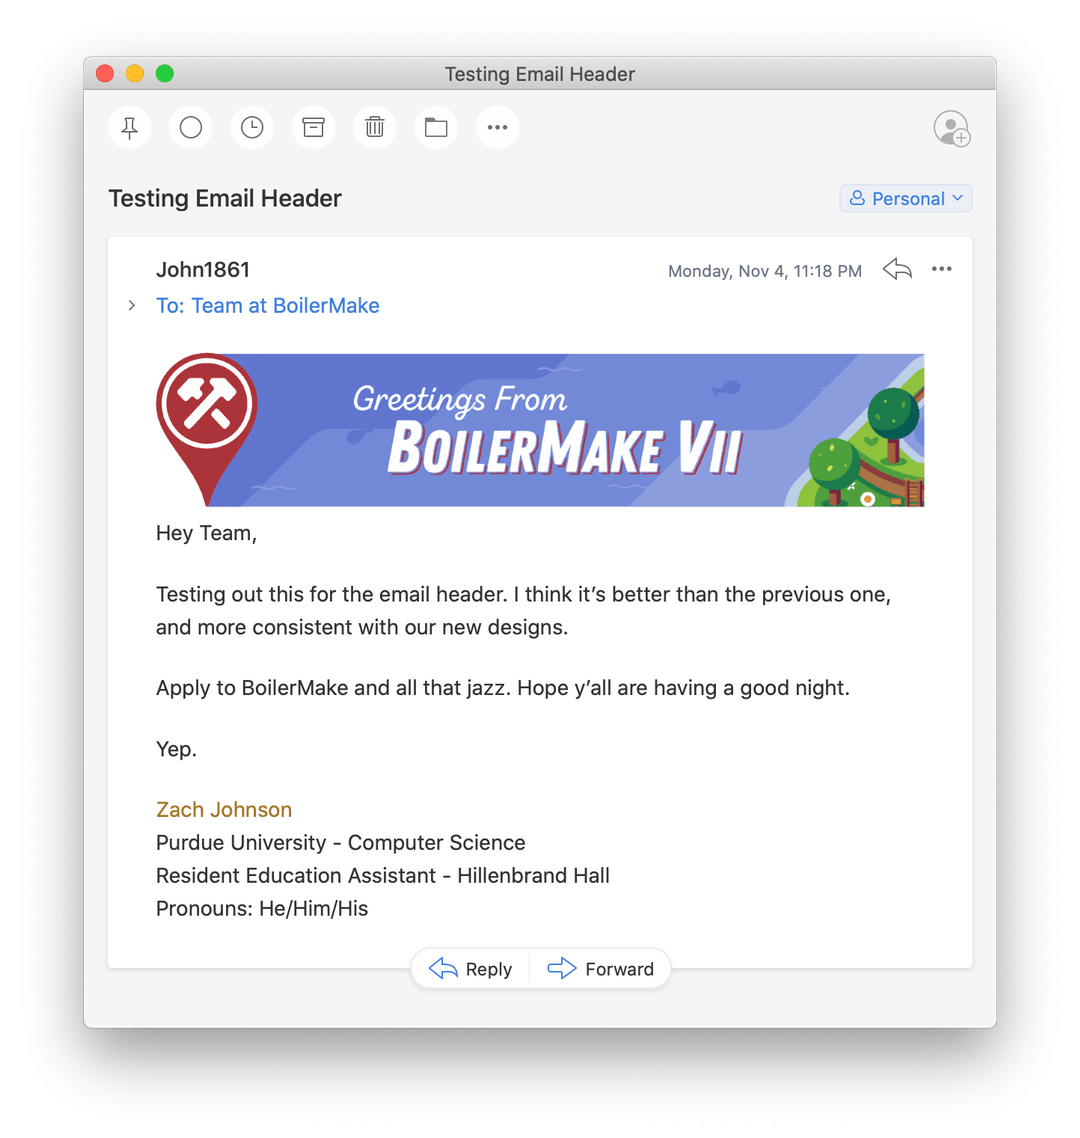 Testing Email Header
Testing Email Header
Personal
John1861
Monday, Nov 4, 11:18 PM
To: Team at BoilerMake
Greetings From
BOILERMAKE VII
Hey Team,
Testing out this for the email header. I think it’s better than the previous one,
and more consistent with our new designs.
Apply to BoilerMake and all that jazz. Hope y’all are having a good night.
Yep.
Zach Johnson
Purdue University - Computer Science
Resident Education Assistant - Hillenbrand Hall
Pronouns: He/Him/His
Reply
Forward